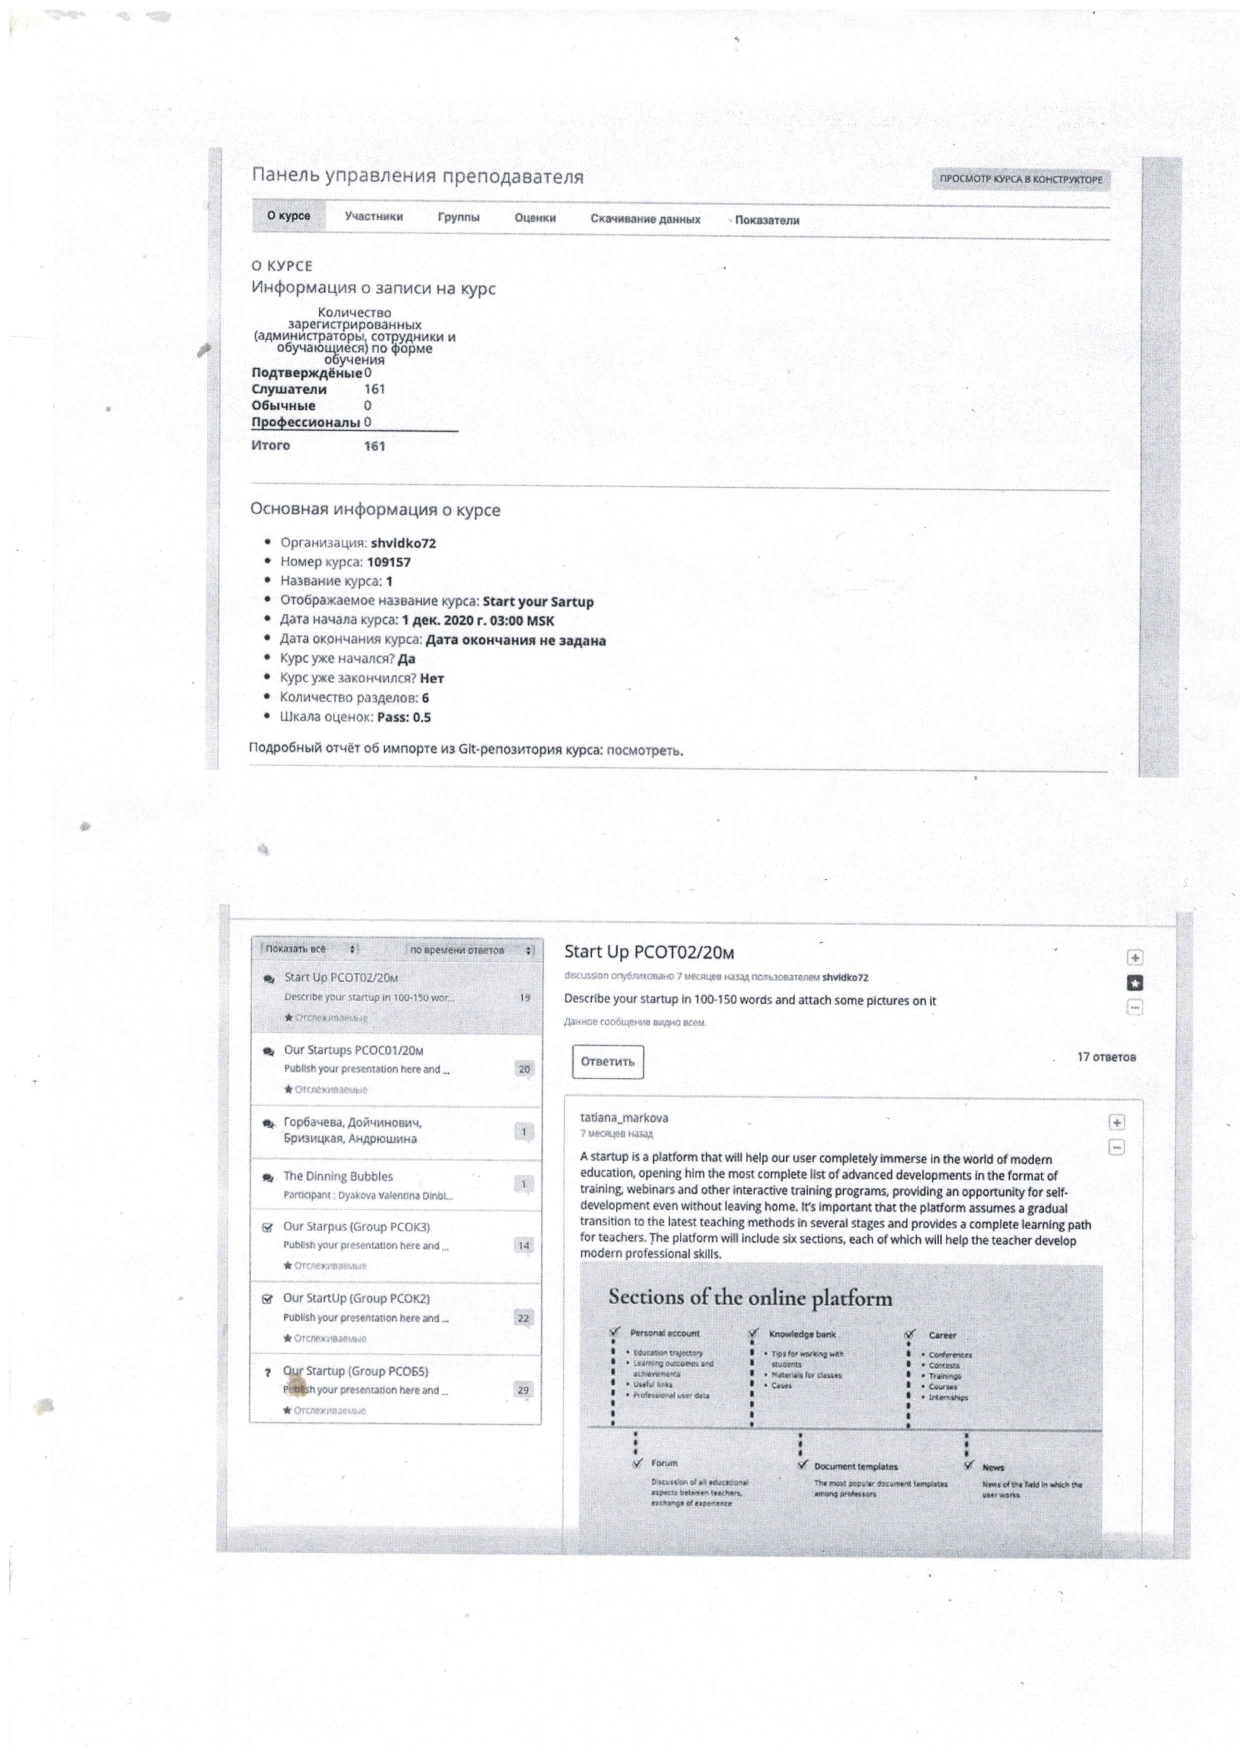 Панель управления преподавателя
ПРОСМОТР КУРСА В КОНСТРУКТОРЕ
О курсе Участники Группы Оценки Скачивание данных Показатели
О КУРСЕ
Информация о записи на курс
Количество
зарегистрированных
(администраторы, сотрудники и
обучающиеся) по форме
обучения
Подтверждёные 0
Слушатели 161
Обычные 0
Профессионалы 0
Итого 161
Основная информация о курсе
Организация: shvidko72
Номер курса: 109157
Название курса: 1
Отображаемое название курса: Start your Sartup
Дата начала курса: 1 дек. 2020 г. 03:00 MSK
Дата окончания курса: Дата окончания не задана
Курс уже начался? Да
Курс уже закончился? Нет
Количество разделов: 6
Шкала оценок: Pass: 0.5
Подробный отчёт об импорте из Git-репозитория курса: посмотреть.
Показать все по времени ответов
Start Up РСОТ02/20м
Describe your startup in 100-150 wor... 19
Отслеживаемые
Our Startups РСОС01/20м
Publish your presentation here and ... 20
Отслеживаемые
Горбачева, Дойчинович,
Бризицкая, Андрюшина 1
The Dinning Bubbles
Participant : Dyakova Valentina Dinbl... 1
Our Starpus (Group РСОК3)
Publish your presentation here and ... 14
Отслеживаемые
Our StartUp (Group РСОК2)
Publish your presentation here and ... 22
Отслеживаемые
? Our Startup (Group РСОБ5)
Publish your presentation here and ... 29
Отслеживаемые
Start Up РСОТ02/20м
discussion опубликовано 7 месяцев назад пользователем shvidko72
Describe your startup in 100-150 words and attach some pictures on it
Данное сообщение видно всем.
Ответить
17 ответов
tatiana_markova
7 месяцев назад
A startup is a platform that will help our user completely immerse in the world of modern
education, opening him the most complete list of advanced developments in the format of
training, webinars and other interactive training programs, providing an opportunity for self-
development even without leaving home. It's important that the platform assumes a gradual
transition to the latest teaching methods in several stages and provides a complete learning path
for teachers. The platform will include six sections, each of which will help the teacher develop
modern professional skills.
Sections of the online platform
Personal account
Education trajectory
Learning outcomes and
achievements
Useful links
Professional user data
Knowledge bank
Tips for working with
students
Materials for classes
Cases
Career
Conferences
Contests
Trainings
Courses
Internships
Forum
Discussion of all educational
aspects between teachers,
exchange of experience
Document templates
The most popular document templates
among professors
News
News of the field in which the
user works